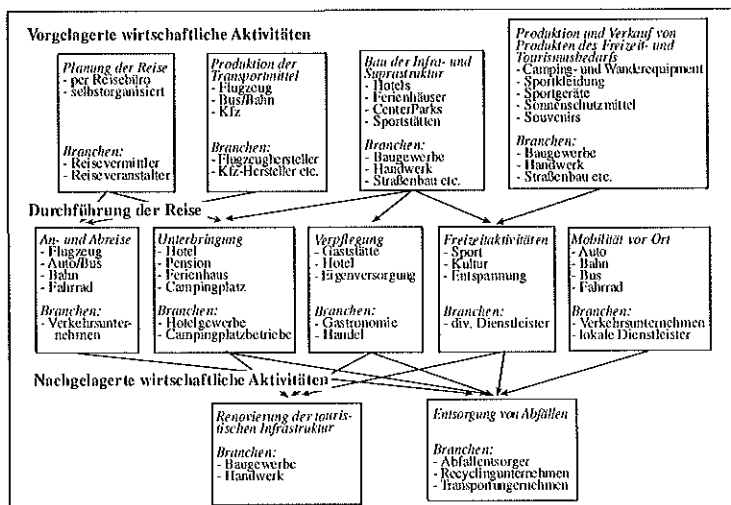 Vorgelagerte wirtschaftliche Aktivitäten
Planung der Reise
- per Reisebüro
- selbstorganisiert
Branchen:
- Reisevermittler
- Reiseveranstalter
Produktion der
Transportmittel
- Flugzeug
- Bus/Bahn
- Kfz
Branchen:
- Flugzeughersteller
- Kfz-Hersteller etc.
Bau der Infra- und
Suprastruktur
- Hotels
- Ferienhäuser
- CenterParks
- Sportstätten
Branchen:
- Baugewerbe
- Handwerk
- Straßenbau etc.
Produktion und Verkauf von
Produkten des Freizeit- und
Tourismusbedarfs
- Camping- und Wanderequipment
- Sportkleidung
- Sportgeräte
- Sonnenschutzmittel
- Souvenirs
Branchen:
- Baugewerbe
- Handwerk
- Straßenbau etc.
Durchführung der Reise
An- und Abreise
- Flugzeug
- Auto/Bus
- Bahn
- Fahrrad
Branchen:
- Verkehrsunter-
nehmen
Unterbringung
- Hotel
- Pension
- Ferienhaus
- Campingplatz
Branchen:
- Hotelgewerbe
- Campingplatzbetriebe
Verpflegung
- Gaststätte
- Hotel
- Eigenversorgung
Branchen:
- Gastronomie
- Handel
Freizeitaktivitäten
- Sport
- Kultur
- Entspannung
Branchen:
- div. Dienstleister
Mobilität vor Ort
- Auto
- Bahn
- Bus
- Fahrrad
Branchen:
- Verkehrsunternehmen
- lokale Dienstleister
Nachgelagerte wirtschaftliche Aktivitäten
Renovierung der touris-
tischen Infrastruktur
Branchen:
- Baugewerbe
- Handwerk
Entsorgung von Abfällen
Branchen:
- Abfallentsorger
- Recyclingunternehmen
- Transportungernehmen